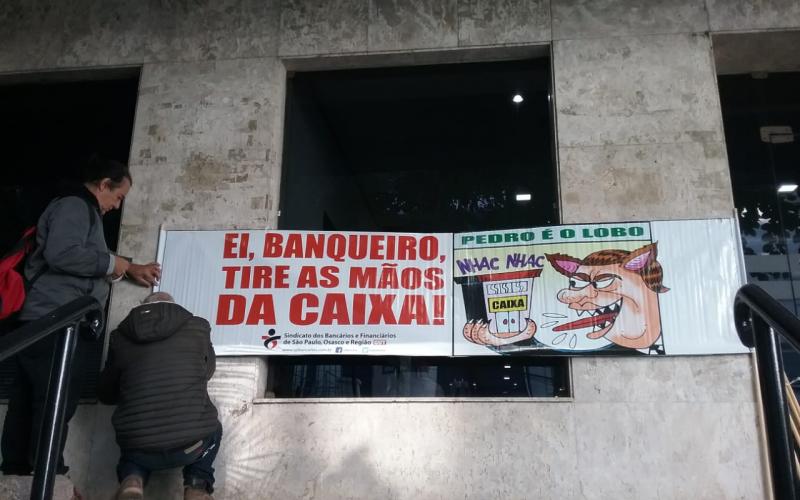 EI, BANQUEIRO,
TIRE AS MÃOS
DA CAIXA!
Sindicato dos Bancários e Financiários
de São Paulo, Osasco e Região CUT
PEDRO É O LOBO
NHAC NHAC
CAIXA